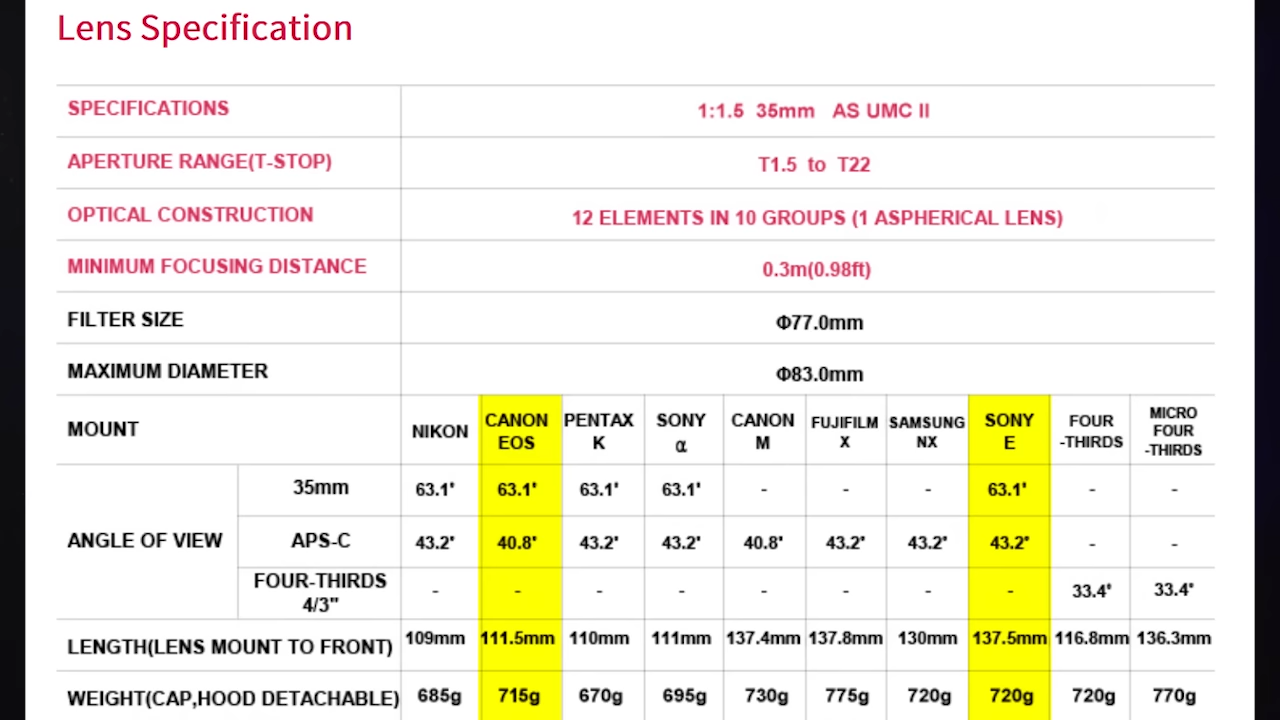 Lens Specification
SPECIFICATIONS 1:1.5 35mm AS UMC II
APERTURE RANGE(T-STOP) T1.5 to T22
OPTICAL CONSTRUCTION 12 ELEMENTS IN 10 GROUPS (1 ASPHERICAL LENS)
MINIMUM FOCUSING DISTANCE 0.3m(0.98ft)
FILTER SIZE Φ77.0mm
MAXIMUM DIAMETER Φ83.0mm
MOUNT NIKON CANON EOS PENTAX K SONY α CANON M FUJIFILM X SAMSUNG NX SONY E FOUR -THIRDS MICRO FOUR -THIRDS
ANGLE OF VIEW
35mm 63.1° 63.1° 63.1° 63.1° - - - 63.1° - -
APS-C 43.2° 40.8° 43.2° 43.2° 40.8° 43.2° 43.2° 43.2° - -
FOUR-THIRDS 4/3" - - - - - - - - 33.4° 33.4°
LENGTH(LENS MOUNT TO FRONT) 109mm 111.5mm 110mm 111mm 137.4mm 137.8mm 130mm 137.5mm 116.8mm 136.3mm
WEIGHT(CAP,HOOD DETACHABLE) 685g 715g 670g 695g 730g 775g 720g 720g 720g 770g